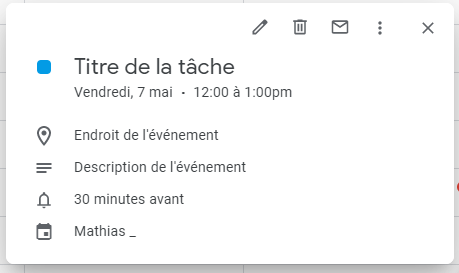 Titre de la tâche
Vendredi, 7 mai • 12:00 à 1:00pm
Endroit de l'événement
Description de l'événement
30 minutes avant
Mathias _